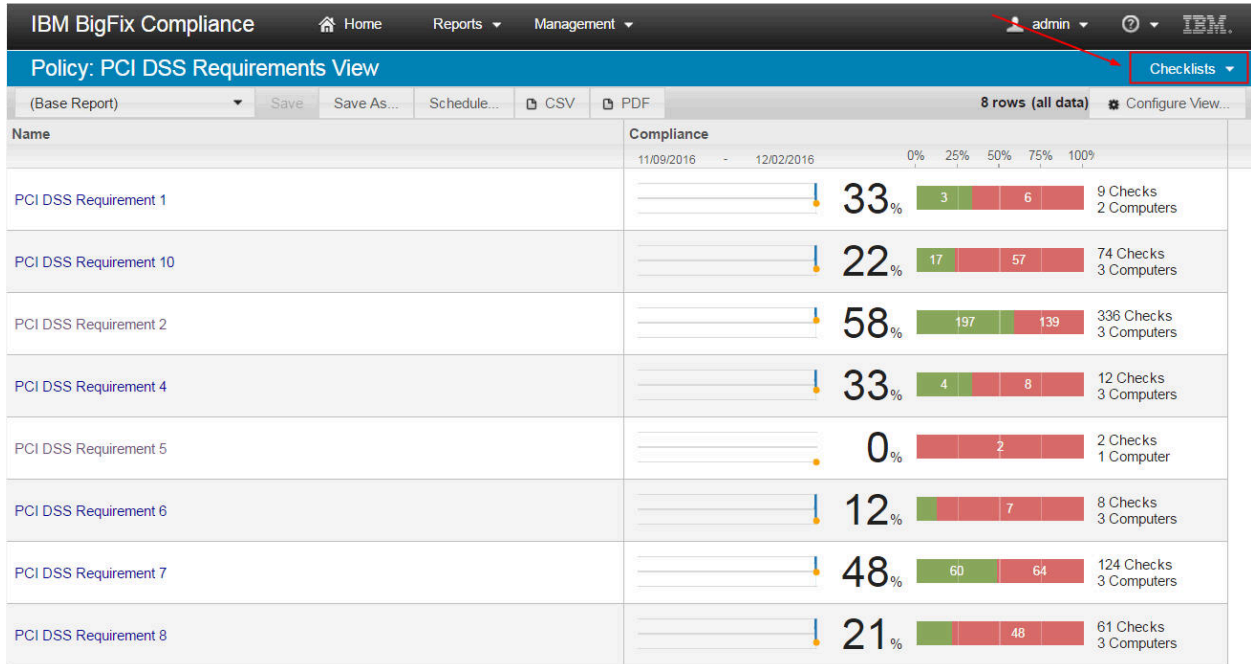 IBM BigFix Compliance Home Reports Management admin IBM.
Policy: PCI DSS Requirements View Checklists
(Base Report) Save Save As... Schedule... CSV PDF 8 rows (all data) Configure View...
Name Compliance
11/09/2016 - 12/02/2016 0% 25% 50% 75% 100%
PCI DSS Requirement 1 33% 3 6 9 Checks
2 Computers
PCI DSS Requirement 10 22% 17 57 74 Checks
3 Computers
PCI DSS Requirement 2 58% 197 139 336 Checks
3 Computers
PCI DSS Requirement 4 33% 4 8 12 Checks
3 Computers
PCI DSS Requirement 5 0% 2 2 Checks
1 Computer
PCI DSS Requirement 6 12% 7 8 Checks
3 Computers
PCI DSS Requirement 7 48% 60 64 124 Checks
3 Computers
PCI DSS Requirement 8 21% 48 61 Checks
3 Computers